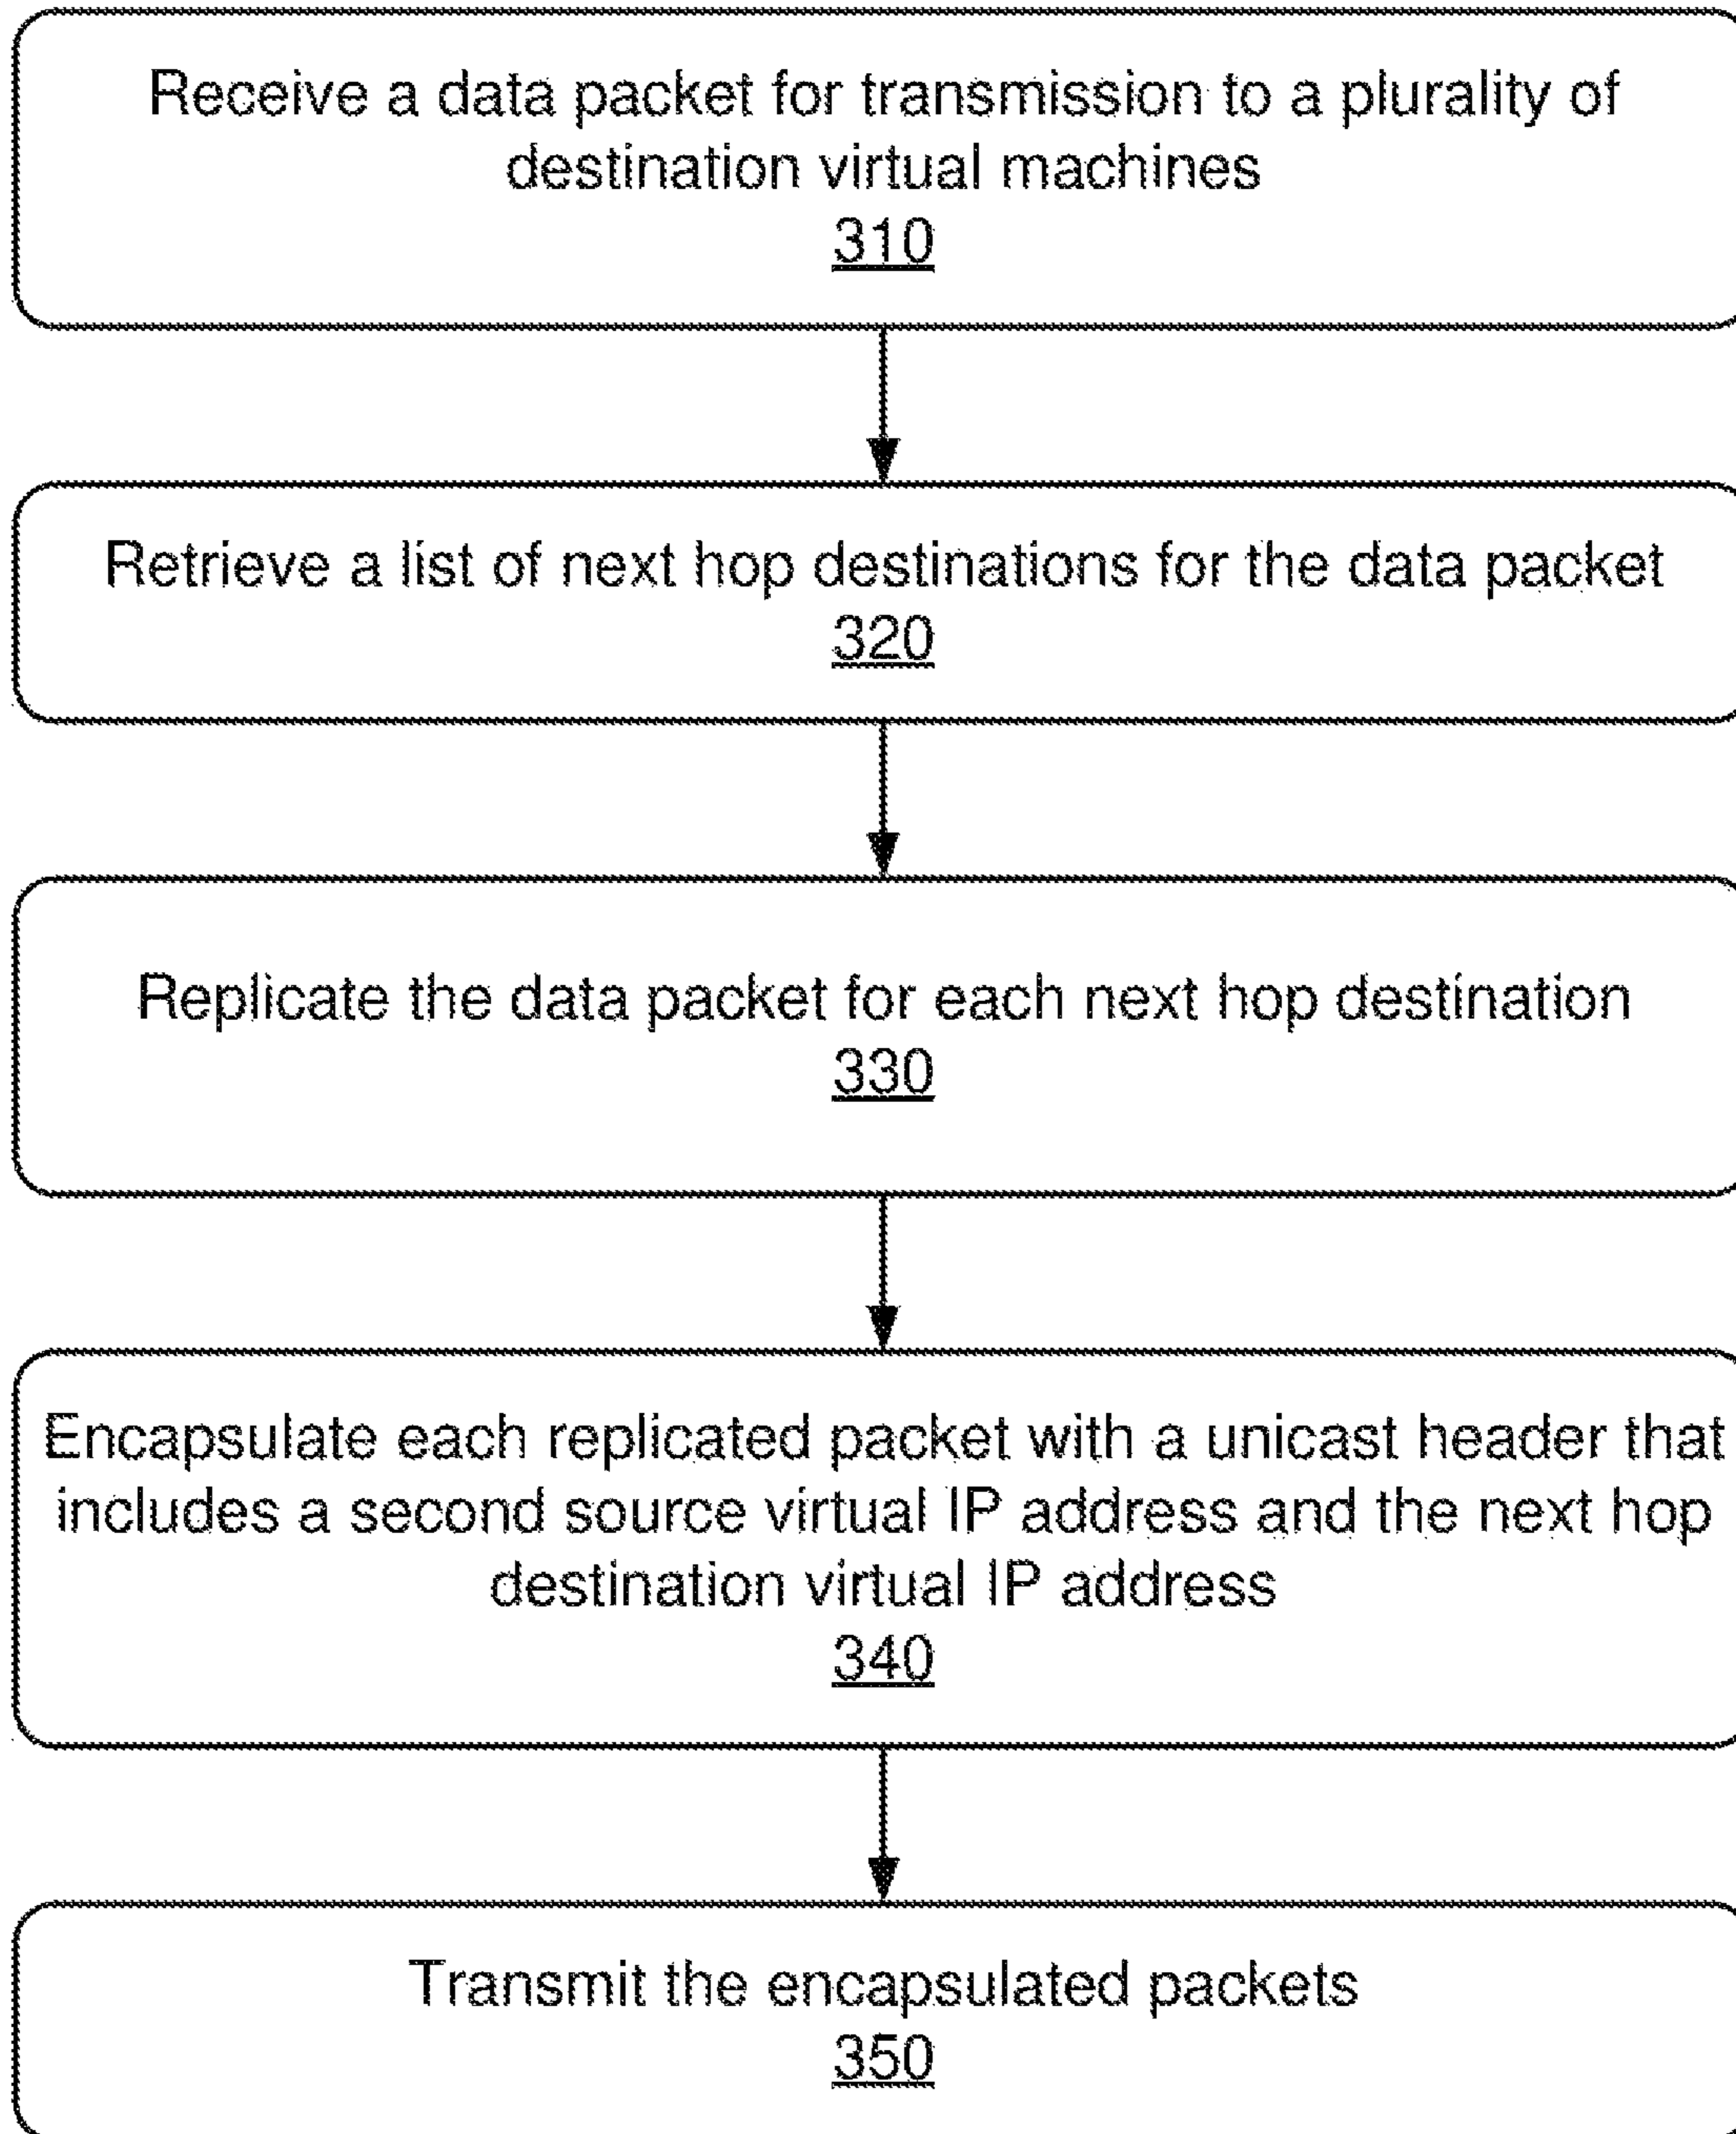 Receive a data packet for transmission to a plurality of
destination virtual machines
310
Retrieve a list of next hop destinations for the data packet
320
Replicate the data packet for each next hop destination
330
Encapsulate each replicated packet with a unicast header that
includes a second source virtual IP address and the next hop
destination virtual IP address
340
Transmit the encapsulated packets
350